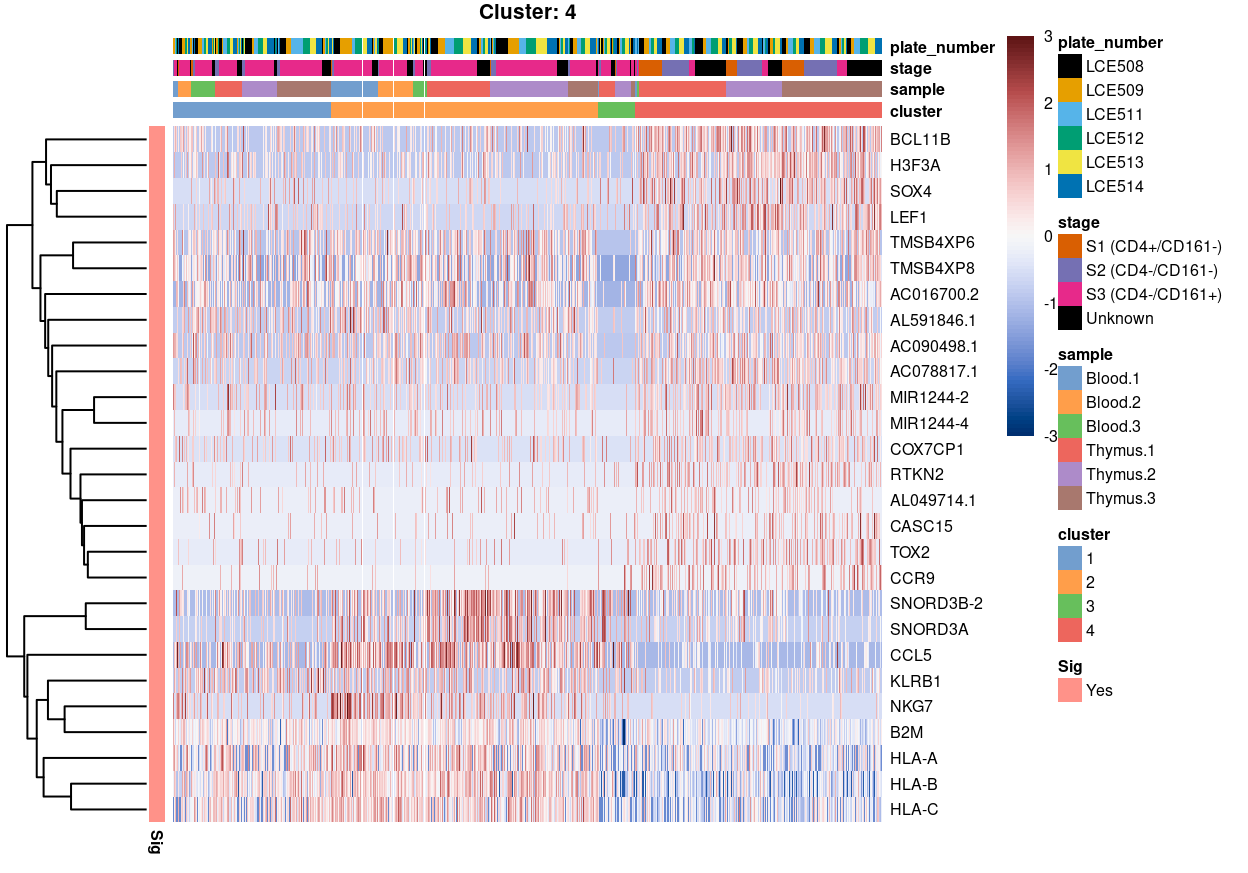 Cluster: 4
plate_number
stage
sample
cluster
BCL11B
H3F3A
SOX4
LEF1
TMSB4XP6
TMSB4XP8
AC016700.2
AL591846.1
AC090498.1
AC078817.1
MIR1244-2
MIR1244-4
COX7CP1
RTKN2
AL049714.1
CASC15
TOX2
CCR9
SNORD3B-2
SNORD3A
CCL5
KLRB1
NKG7
B2M
HLA-A
HLA-B
HLA-C
Sig
3
2
1
0
-1
-2
-3
plate_number
LCE508
LCE509
LCE511
LCE512
LCE513
LCE514
stage
S1 (CD4+/CD161-)
S2 (CD4-/CD161-)
S3 (CD4-/CD161+)
Unknown
sample
Blood.1
Blood.2
Blood.3
Thymus.1
Thymus.2
Thymus.3
cluster
1
2
3
4
Sig
Yes